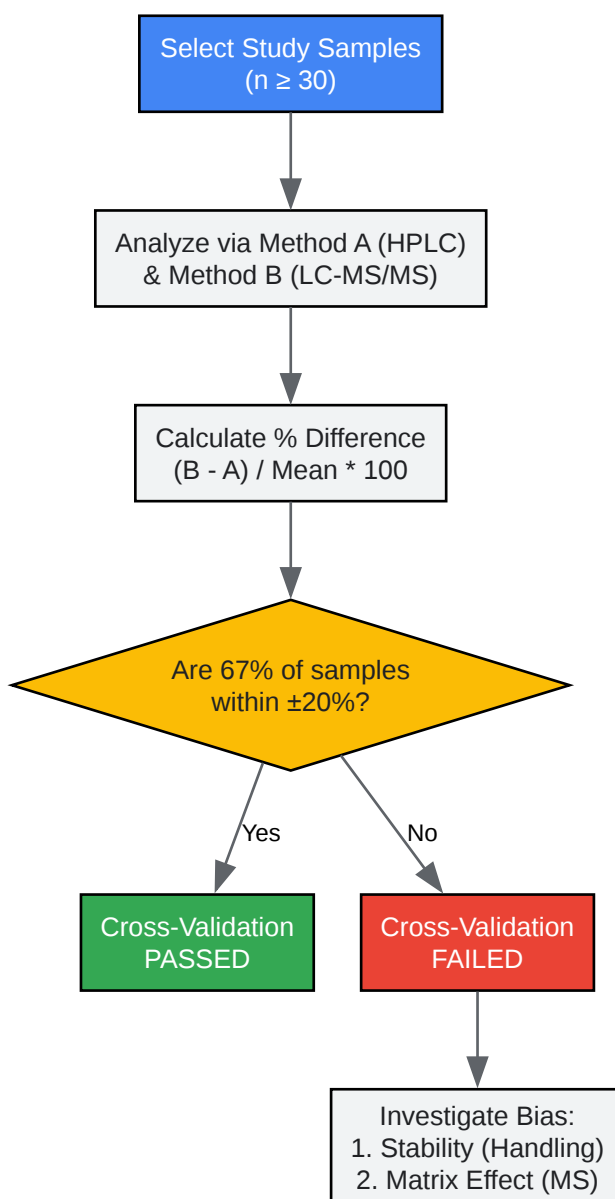 Select Study Samples
(n ≥ 30)
Analyze via Method A (HPLC)
& Method B (LC-MS/MS)
Calculate % Difference
(B - A) / Mean * 100
Are 67% of samples
within ±20%?
Yes
No
Cross-Validation
PASSED
Cross-Validation
FAILED
Investigate Bias:
1. Stability (Handling)
2. Matrix Effect (MS)